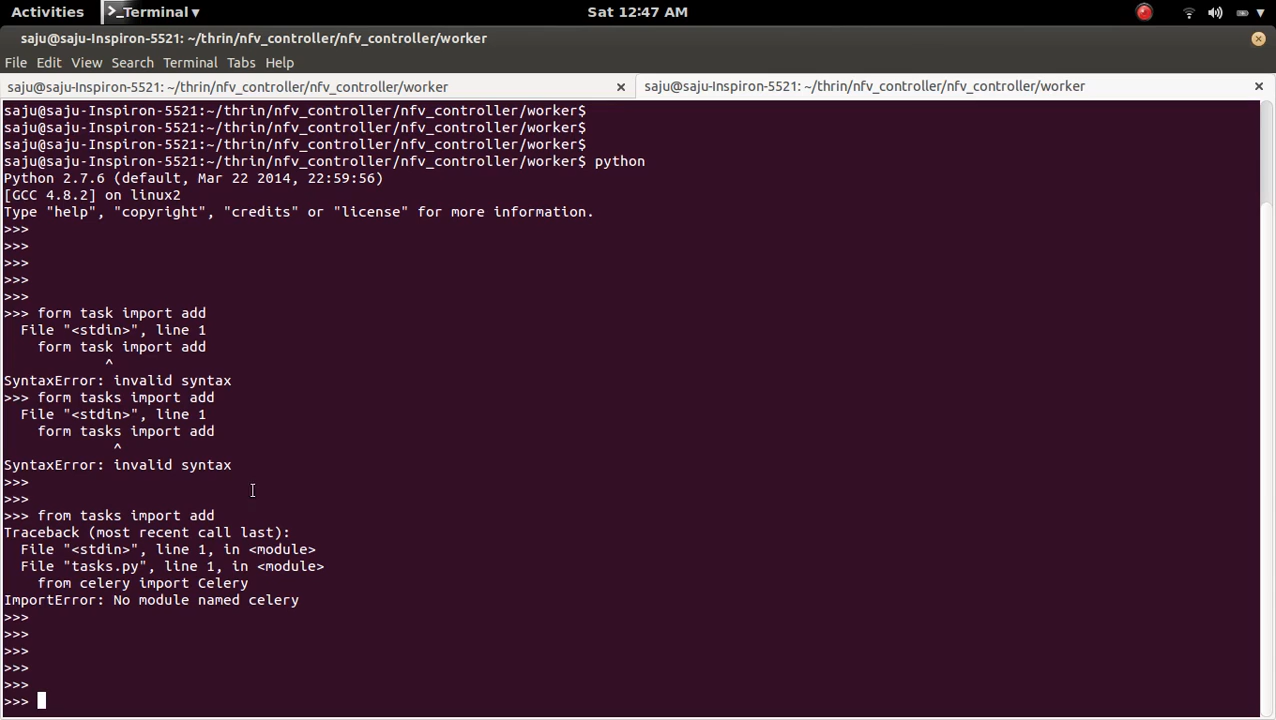 Activities >_Terminal ▾ Sat 12:47 AM
saju@saju-Inspiron-5521: ~/thrin/nfv_controller/nfv_controller/worker
File Edit View Search Terminal Tabs Help
saju@saju-Inspiron-5521: ~/thrin/nfv_controller/nfv_controller/worker × saju@saju-Inspiron-5521: ~/thrin/nfv_controller/nfv_controller/worker ×
saju@saju-Inspiron-5521:~/thrin/nfv_controller/nfv_controller/worker$
saju@saju-Inspiron-5521:~/thrin/nfv_controller/nfv_controller/worker$
saju@saju-Inspiron-5521:~/thrin/nfv_controller/nfv_controller/worker$
saju@saju-Inspiron-5521:~/thrin/nfv_controller/nfv_controller/worker$ python
Python 2.7.6 (default, Mar 22 2014, 22:59:56)
[GCC 4.8.2] on linux2
Type "help", "copyright", "credits" or "license" for more information.
>>>
>>>
>>>
>>>
>>>
>>> form task import add
  File "<stdin>", line 1
    form task import add
            ^
SyntaxError: invalid syntax
>>> form tasks import add
  File "<stdin>", line 1
    form tasks import add
             ^
SyntaxError: invalid syntax
>>>
>>>
>>> from tasks import add
Traceback (most recent call last):
  File "<stdin>", line 1, in <module>
  File "tasks.py", line 1, in <module>
    from celery import Celery
ImportError: No module named celery
>>>
>>>
>>>
>>>
>>>
>>>